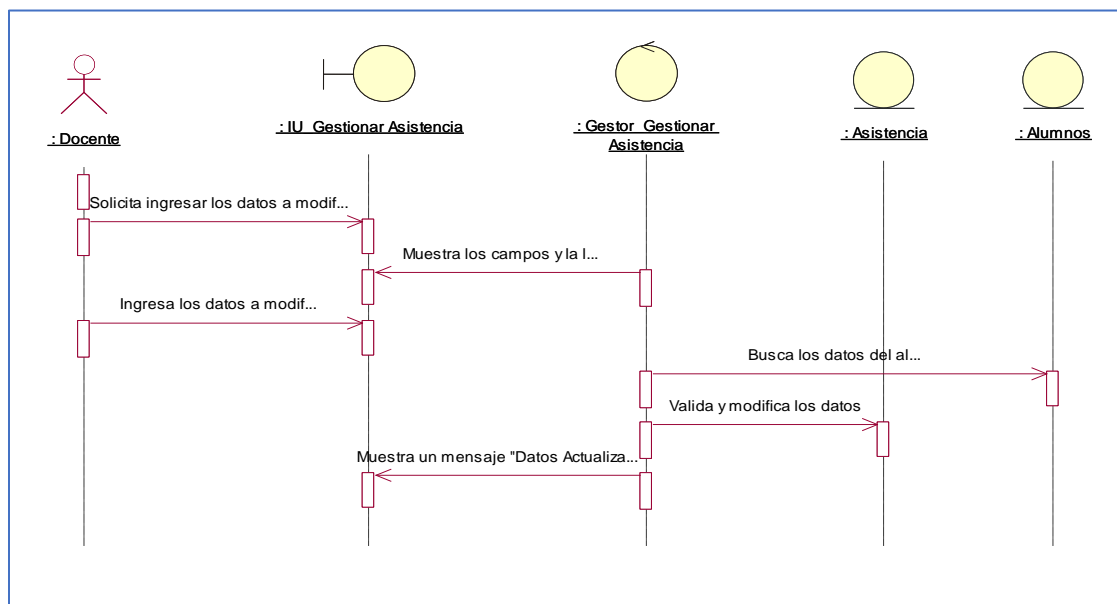 : Docente
: IU_Gestionar Asistencia
: Gestor_Gestionar
Asistencia
: Asistencia
: Alumnos
Solicita ingresar los datos a modif...
Muestra los campos y la l...
Ingresa los datos a modif...
Busca los datos del al...
Valida y modifica los datos
Muestra un mensaje "Datos Actualiza...